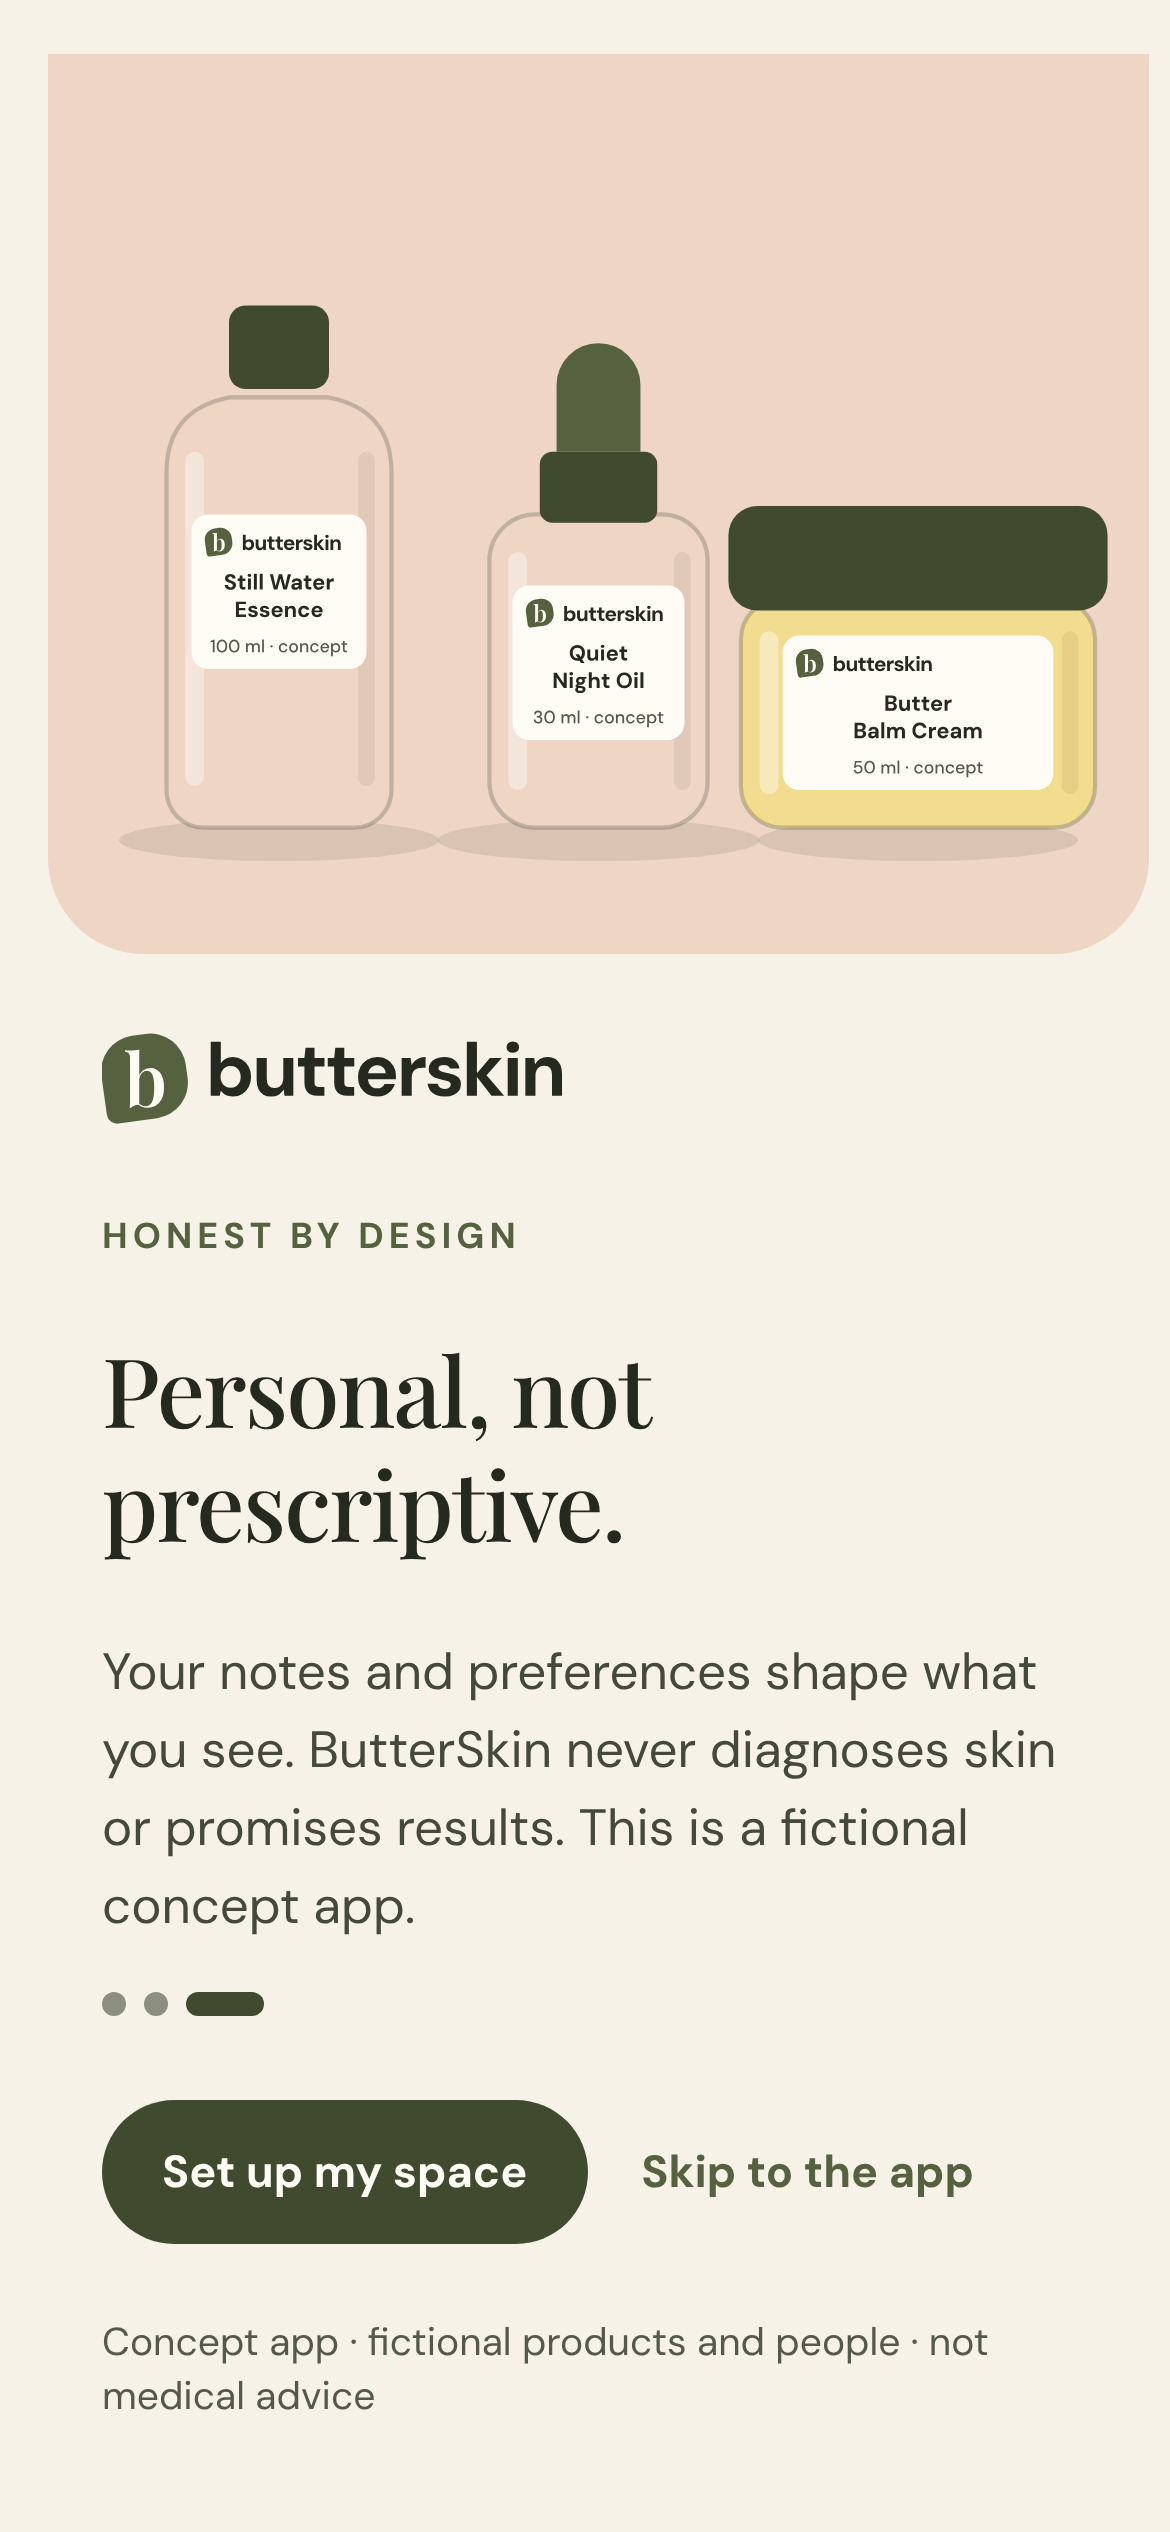 butterskin
Still Water
Essence
100 ml · concept
butterskin
Quiet
Night Oil
30 ml · concept
butterskin
Butter
Balm Cream
50 ml · concept
b butterskin
HONEST BY DESIGN
Personal, not
prescriptive.
Your notes and preferences shape what
you see. ButterSkin never diagnoses skin
or promises results. This is a fictional
concept app.
Set up my space
Skip to the app
Concept app · fictional products and people · not
medical advice